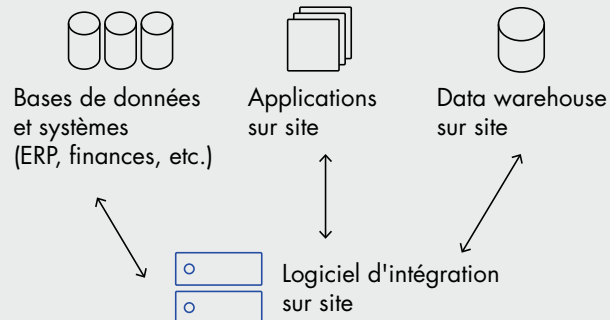 Bases de données
et systèmes
(ERP, finances, etc.)
Applications
sur site
Data warehouse
sur site
Logiciel d'intégration
sur site